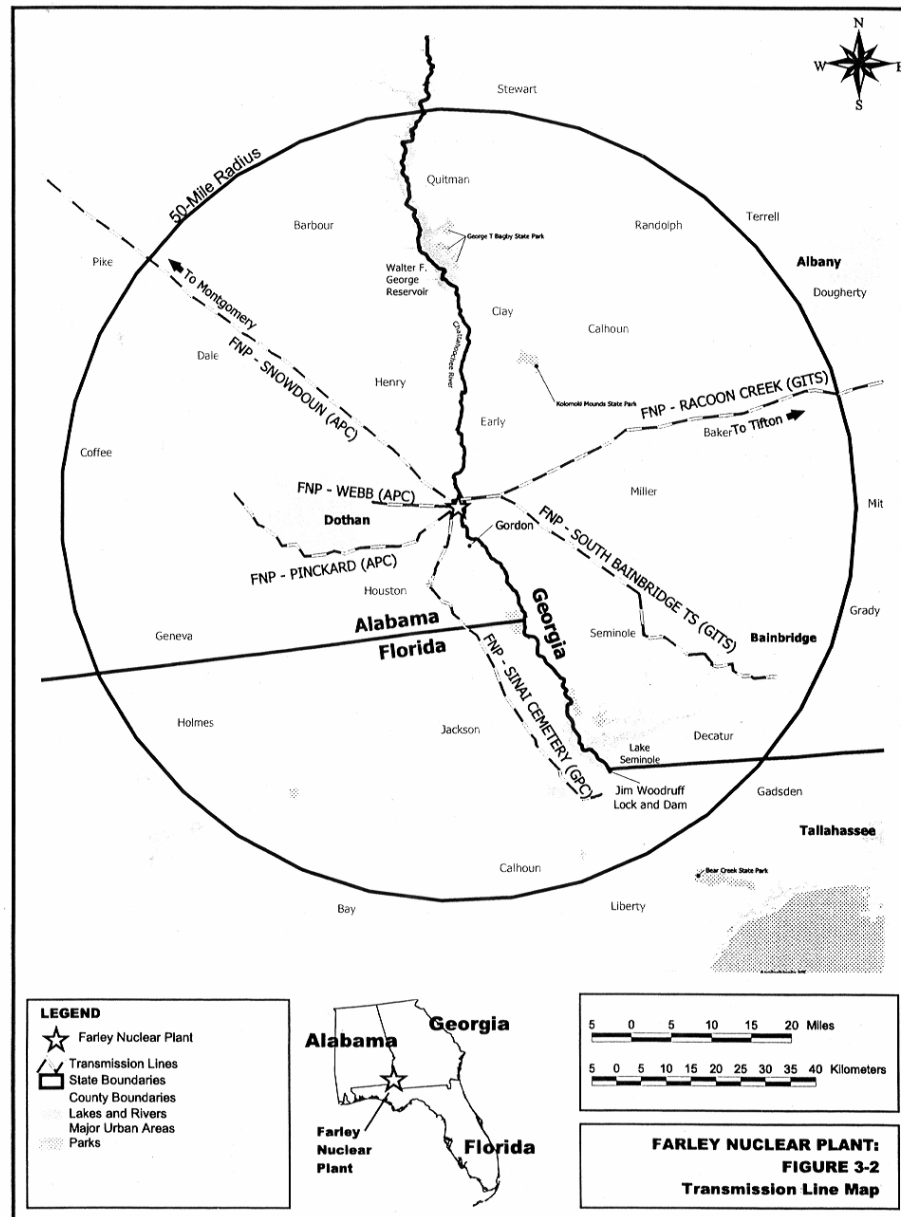 N
W
E
S
Stewart
50-Mile Radius
Quitman
Barbour
Randolph
Terrell
George T Bagby State Park
Pike
To Montgomery
Walter F.
George
Reservoir
Albany
Dougherty
Clay
Chattahoochee River
Calhoun
Dale
FNP - SNOWDOUN (APC)
Henry
Kolomoki Mounds State Park
FNP - RACOON CREEK (GITS)
Baker
To Tifton
Early
Coffee
FNP - WEBB (APC)
Miller
Mit
Dothan
Gordon
FNP - PINCKARD (APC)
FNP - SOUTH BAINBRIDGE TS (GITS)
Houston
Georgia
Grady
Alabama
Florida
Geneva
Seminole
Bainbridge
FNP - SINAI CEMETERY (GPC)
Holmes
Jackson
Decatur
Lake
Seminole
Jim Woodruff
Lock and Dam
Gadsden
Tallahassee
Calhoun
Bear Creek State Park
Bay
Liberty
LEGEND
Farley Nuclear Plant
Transmission Lines
State Boundaries
County Boundaries
Lakes and Rivers
Major Urban Areas
Parks
Alabama
Georgia
Florida
Farley
Nuclear
Plant
5 0 5 10 15 20 Miles
5 0 5 10 15 20 25 30 35 40 Kilometers
FARLEY NUCLEAR PLANT:
FIGURE 3-2
Transmission Line Map